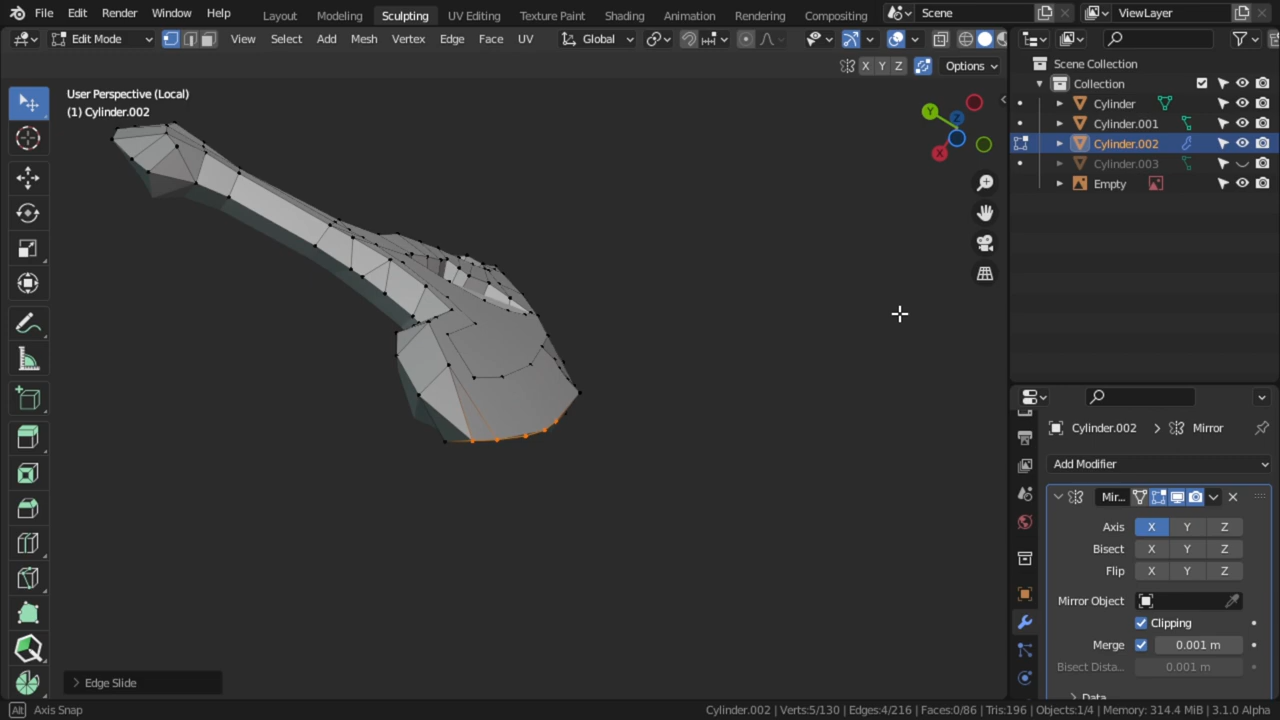 File Edit Render Window Help Layout Modeling Sculpting UV Editing Texture Paint Shading Animation Rendering Compositing Scene ViewLayer
Edit Mode View Select Add Mesh Vertex Edge Face UV Global
X Y Z Options
User Perspective (Local)
(1) Cylinder.002
Y Z X
Scene Collection
Collection
Cylinder
Cylinder.001
Cylinder.002
Cylinder.003
Empty
Cylinder.002 > Mirror
Add Modifier
Mir...
Axis X Y Z
Bisect X Y Z
Flip X Y Z
Mirror Object
Clipping
Merge 0.001 m
Bisect Dista... 0.001 m
Data
Edge Slide
Alt Axis Snap Cylinder.002 | Verts:5/130 | Edges:4/216 | Faces:0/86 | Tris:196 | Objects:1/4 | Memory: 314.4 MiB | 3.1.0 Alpha